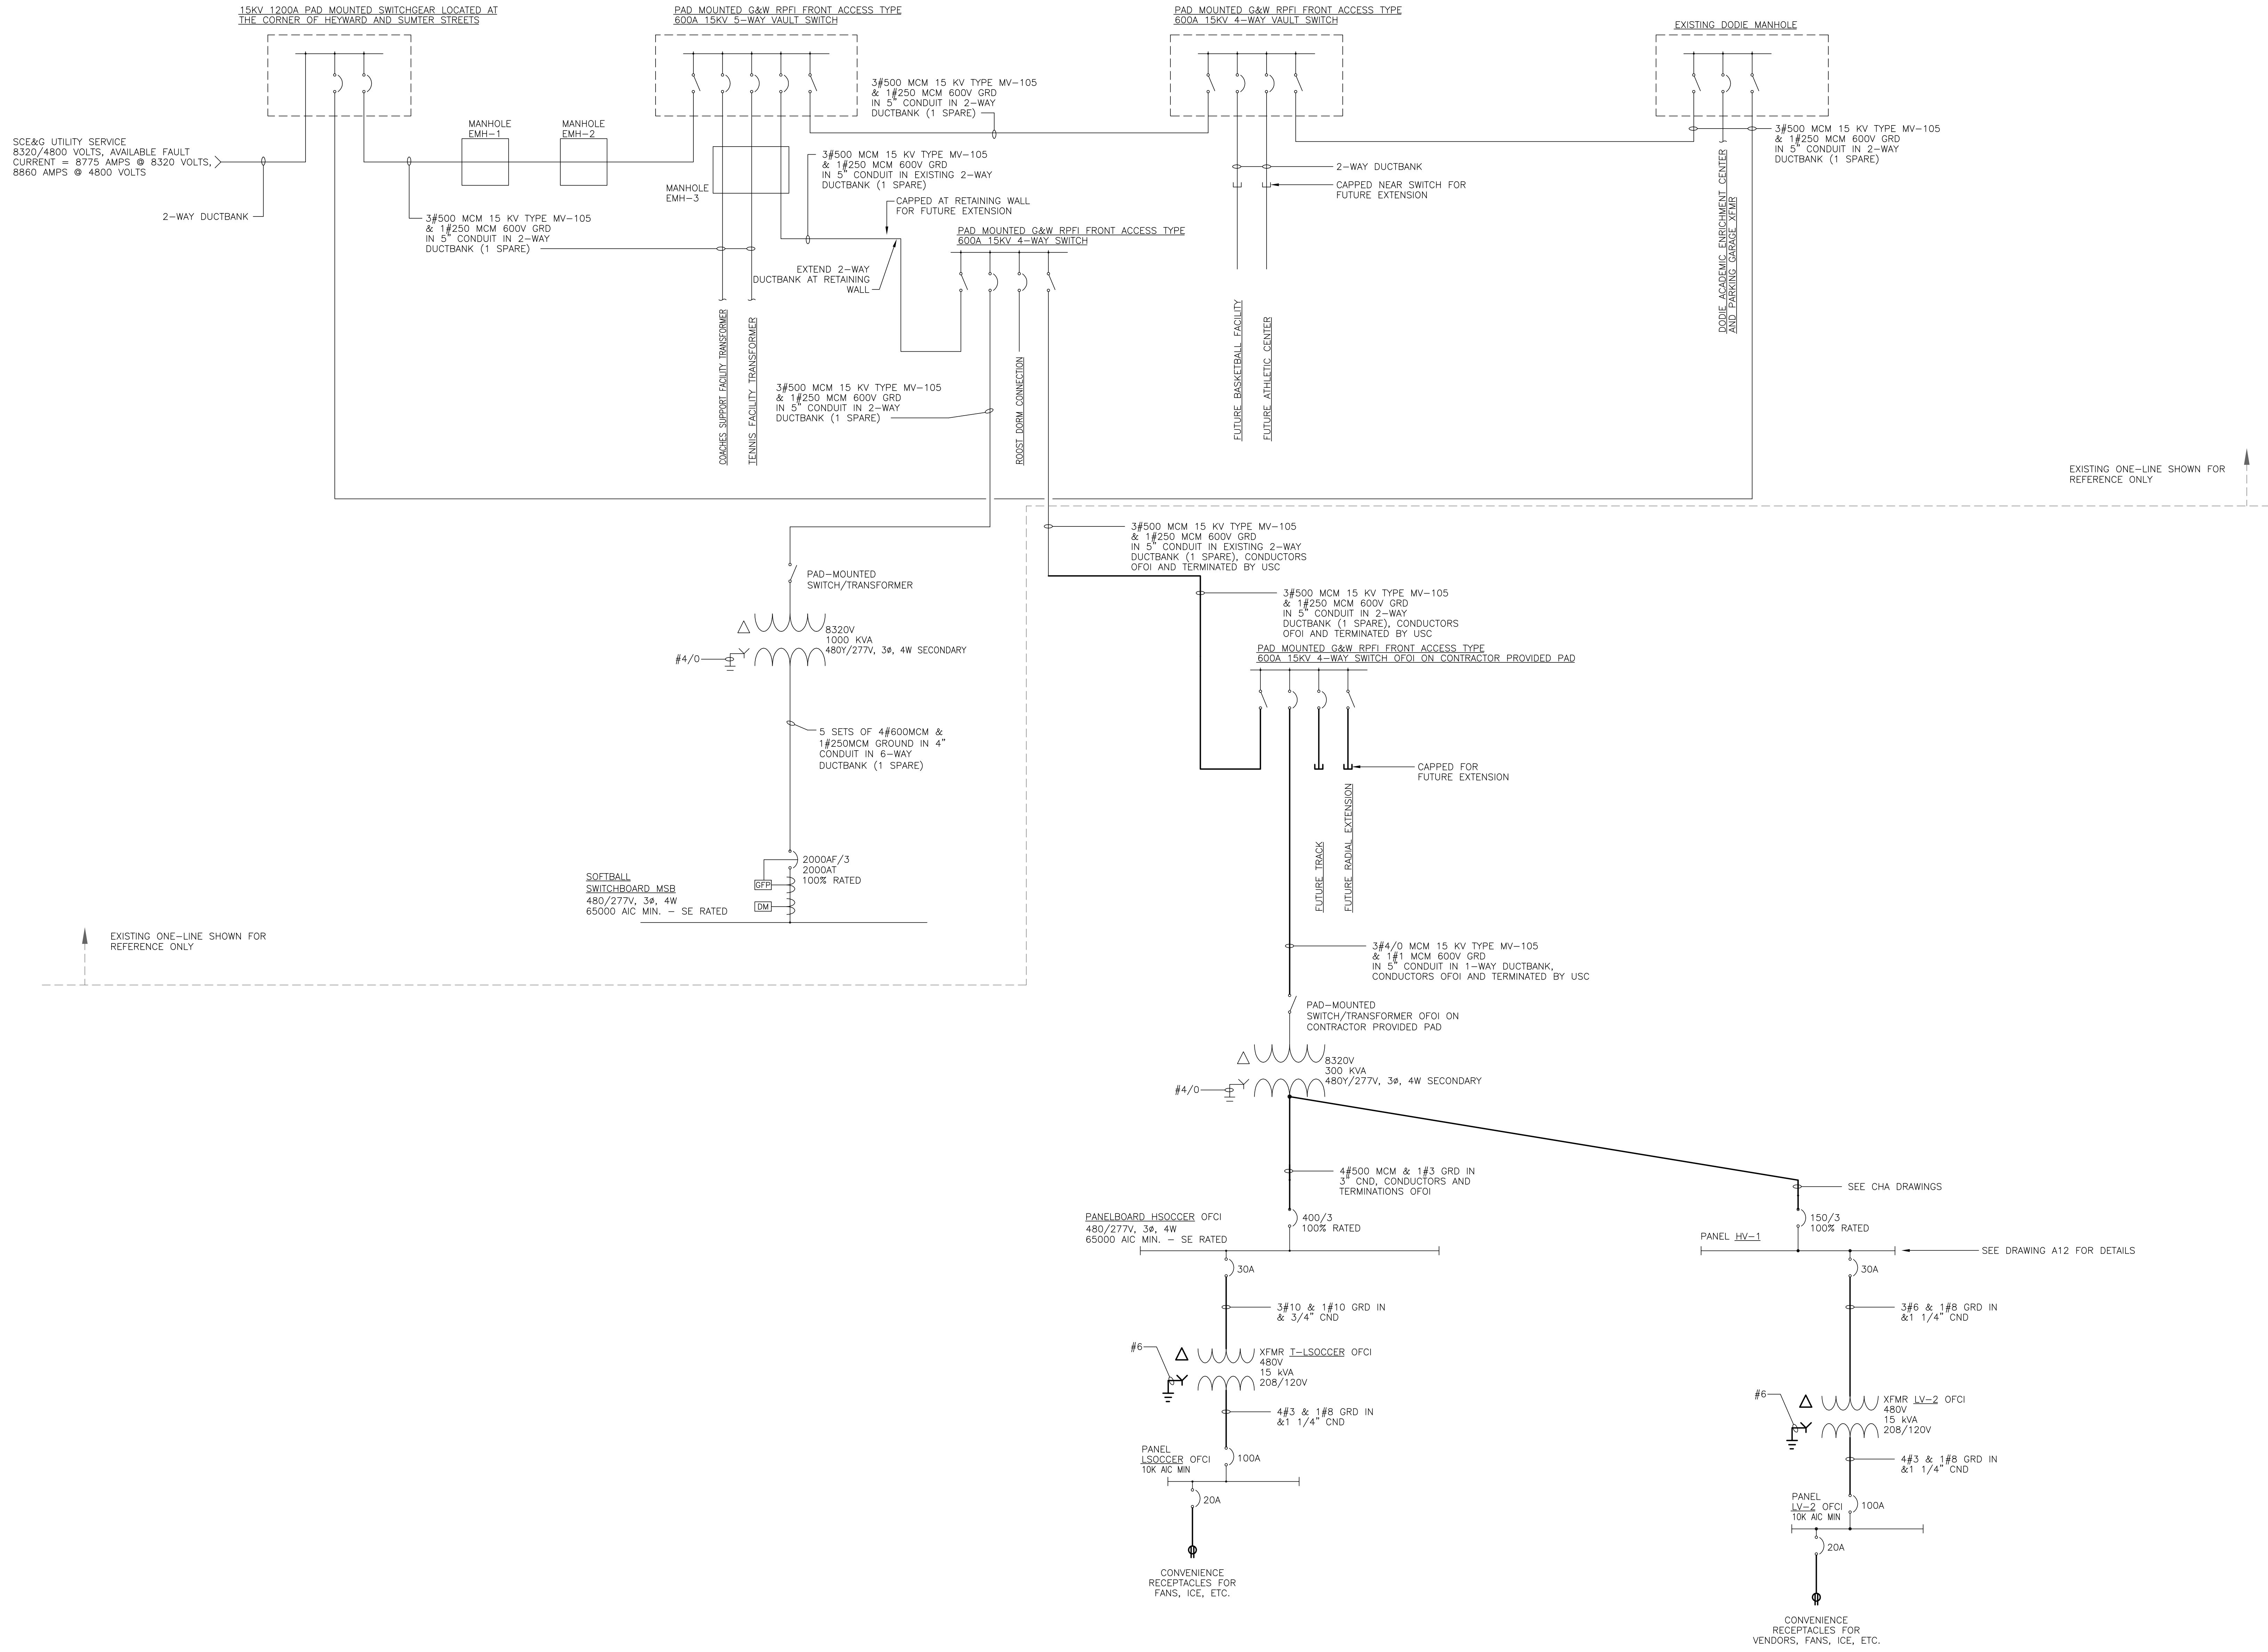 15KV 1200A PAD MOUNTED SWITCHGEAR LOCATED AT
THE CORNER OF HEYWARD AND SUMTER STREETS
PAD MOUNTED G&W RPFI FRONT ACCESS TYPE
600A 15KV 5-WAY VAULT SWITCH
PAD MOUNTED G&W RPFI FRONT ACCESS TYPE
600A 15KV 4-WAY VAULT SWITCH
EXISTING DODIE MANHOLE
3#500 MCM 15 KV TYPE MV-105
& 1#250 MCM 600V GRD
IN 5" CONDUIT IN 2-WAY
DUCTBANK (1 SPARE)
SCE&G UTILITY SERVICE
8320/4800 VOLTS, AVAILABLE FAULT
CURRENT = 8775 AMPS @ 8320 VOLTS,
8860 AMPS @ 4800 VOLTS
MANHOLE
EMH-1
MANHOLE
EMH-2
3#500 MCM 15 KV TYPE MV-105
& 1#250 MCM 600V GRD
IN 5" CONDUIT IN 2-WAY
DUCTBANK (1 SPARE)
3#500 MCM 15 KV TYPE MV-105
& 1#250 MCM 600V GRD
IN 5" CONDUIT IN EXISTING 2-WAY
DUCTBANK (1 SPARE)
MANHOLE
EMH-3
2-WAY DUCTBANK
CAPPED NEAR SWITCH FOR
FUTURE EXTENSION
2-WAY DUCTBANK
3#500 MCM 15 KV TYPE MV-105
& 1#250 MCM 600V GRD
IN 5" CONDUIT IN 2-WAY
DUCTBANK (1 SPARE)
CAPPED AT RETAINING WALL
FOR FUTURE EXTENSION
PAD MOUNTED G&W RPFI FRONT ACCESS TYPE
600A 15KV 4-WAY SWITCH
EXTEND 2-WAY
DUCTBANK AT RETAINING
WALL
COACHES SUPPORT FACILITY TRANSFORMER
TENNIS FACILITY TRANSFORMER
ROOST DORM CONNECTION
FUTURE BASKETBALL FACILITY
FUTURE ATHLETIC CENTER
DODIE ACADEMIC ENRICHMENT CENTER
AND PARKING GARAGE XFMR
3#500 MCM 15 KV TYPE MV-105
& 1#250 MCM 600V GRD
IN 5" CONDUIT IN 2-WAY
DUCTBANK (1 SPARE)
EXISTING ONE-LINE SHOWN FOR
REFERENCE ONLY
3#500 MCM 15 KV TYPE MV-105
& 1#250 MCM 600V GRD
IN 5" CONDUIT IN EXISTING 2-WAY
DUCTBANK (1 SPARE), CONDUCTORS
OFOI AND TERMINATED BY USC
PAD-MOUNTED
SWITCH/TRANSFORMER
3#500 MCM 15 KV TYPE MV-105
& 1#250 MCM 600V GRD
IN 5" CONDUIT IN 2-WAY
DUCTBANK (1 SPARE), CONDUCTORS
OFOI AND TERMINATED BY USC
8320V
1000 KVA
480Y/277V, 3ø, 4W SECONDARY
#4/0
PAD MOUNTED G&W RPFI FRONT ACCESS TYPE
600A 15KV 4-WAY SWITCH OFOI ON CONTRACTOR PROVIDED PAD
5 SETS OF 4#600MCM &
1#250MCM GROUND IN 4"
CONDUIT IN 6-WAY
DUCTBANK (1 SPARE)
CAPPED FOR
FUTURE EXTENSION
FUTURE TRACK
FUTURE RADIAL EXTENSION
2000AF/3
2000AT
100% RATED
GFP
DM
SOFTBALL
SWITCHBOARD MSB
480/277V, 3ø, 4W
65000 AIC MIN. - SE RATED
EXISTING ONE-LINE SHOWN FOR
REFERENCE ONLY
3#4/0 MCM 15 KV TYPE MV-105
& 1#1 MCM 600V GRD
IN 5" CONDUIT IN 1-WAY DUCTBANK,
CONDUCTORS OFOI AND TERMINATED BY USC
PAD-MOUNTED
SWITCH/TRANSFORMER OFOI ON
CONTRACTOR PROVIDED PAD
8320V
300 KVA
480Y/277V, 3ø, 4W SECONDARY
#4/0
4#500 MCM & 1#3 GRD IN
3" CND, CONDUCTORS AND
TERMINATIONS OFOI
SEE CHA DRAWINGS
PANELBOARD HSOCCER OFCI
480/277V, 3ø, 4W
65000 AIC MIN. - SE RATED
400/3
100% RATED
150/3
100% RATED
PANEL HV-1
SEE DRAWING A12 FOR DETAILS
30A
30A
3#10 & 1#10 GRD IN
& 3/4" CND
3#6 & 1#8 GRD IN
&1 1/4" CND
#6
XFMR T-LSOCCER OFCI
480V
15 kVA
208/120V
#6
XFMR LV-2 OFCI
480V
15 kVA
208/120V
4#3 & 1#8 GRD IN
&1 1/4" CND
4#3 & 1#8 GRD IN
&1 1/4" CND
PANEL
LSOCCER OFCI
10K AIC MIN
100A
20A
PANEL
LV-2 OFCI
10K AIC MIN
100A
20A
CONVENIENCE
RECEPTACLES FOR
FANS, ICE, ETC.
CONVENIENCE
RECEPTACLES FOR
VENDORS, FANS, ICE, ETC.